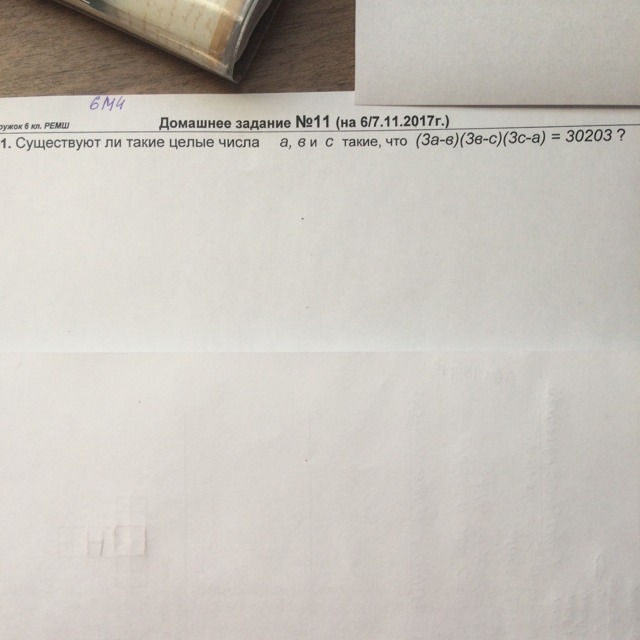 6М4
ружок 6 кл. РЕМШ Домашнее задание №11 (на 6/7.11.2017г.)
1. Существуют ли такие целые числа а, в и с такие, что (3а-в)(3в-с)(3с-а) = 30203 ?